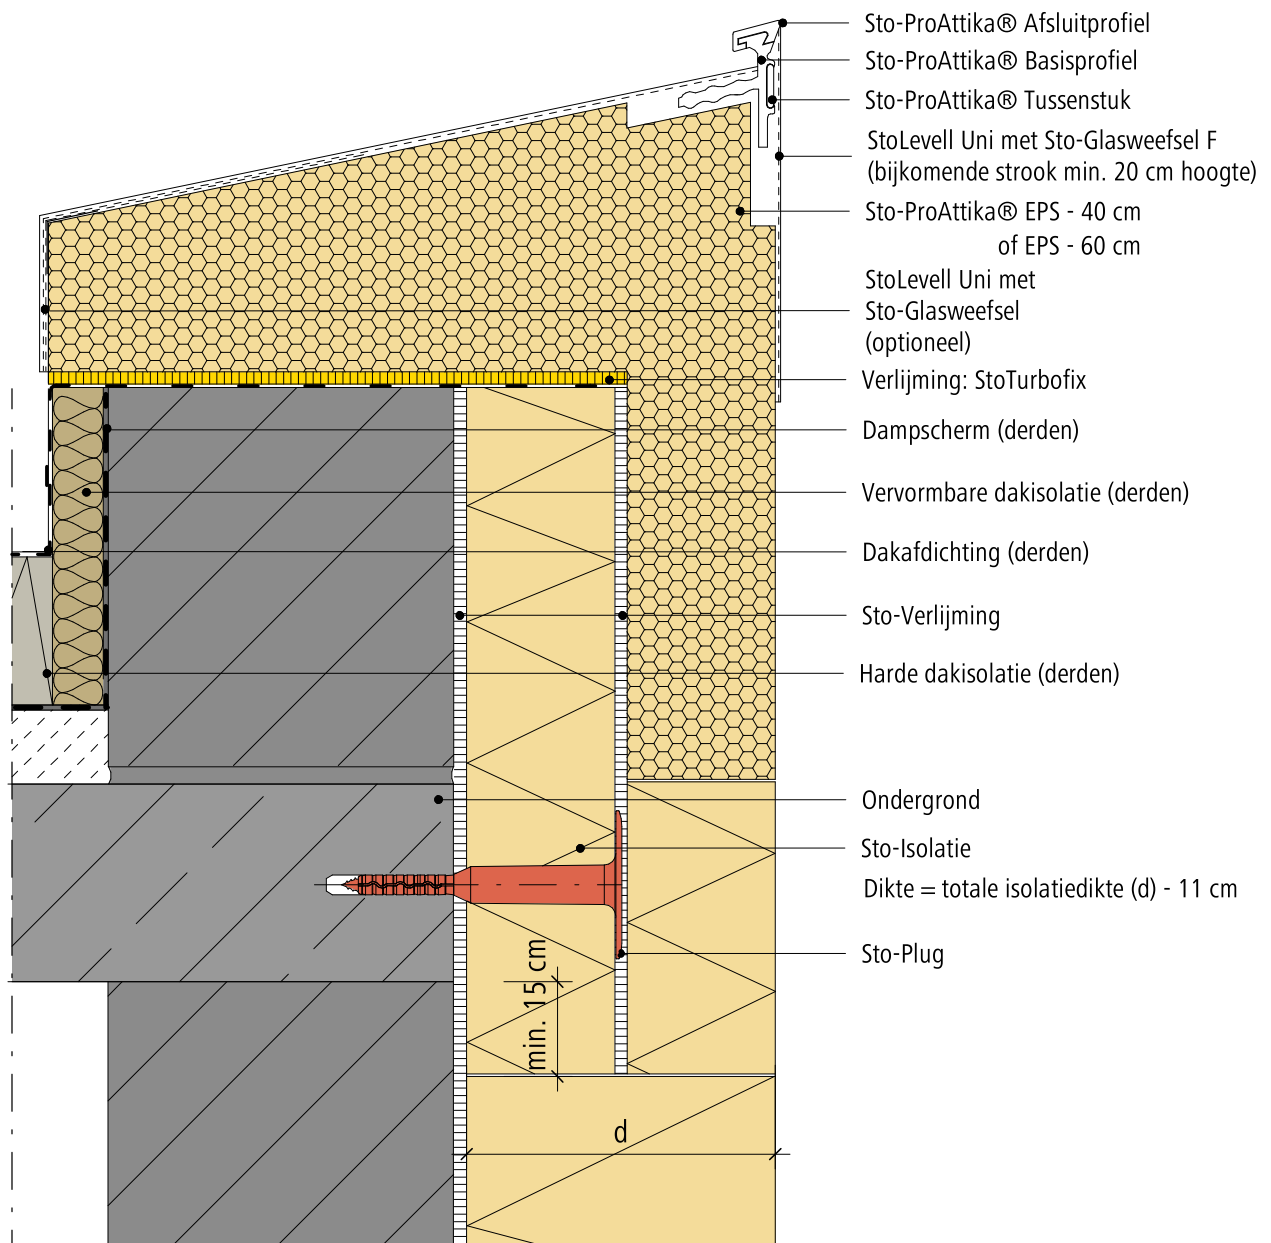 Sto-ProAttika® Afsluitprofiel
Sto-ProAttika® Basisprofiel
Sto-ProAttika® Tussenstuk
StoLevell Uni met Sto-Glasweefsel F
(bijkomende strook min. 20 cm hoogte)
Sto-ProAttika® EPS - 40 cm
of EPS - 60 cm
StoLevell Uni met
Sto-Glasweefsel
(optioneel)
Verlijming: StoTurbofix
Dampscherm (derden)
Vervormbare dakisolatie (derden)
Dakafdichting (derden)
Sto-Verlijming
Harde dakisolatie (derden)
Ondergrond
Sto-Isolatie
Dikte = totale isolatiedikte (d) - 11 cm
Sto-Plug
min. 15 cm
d